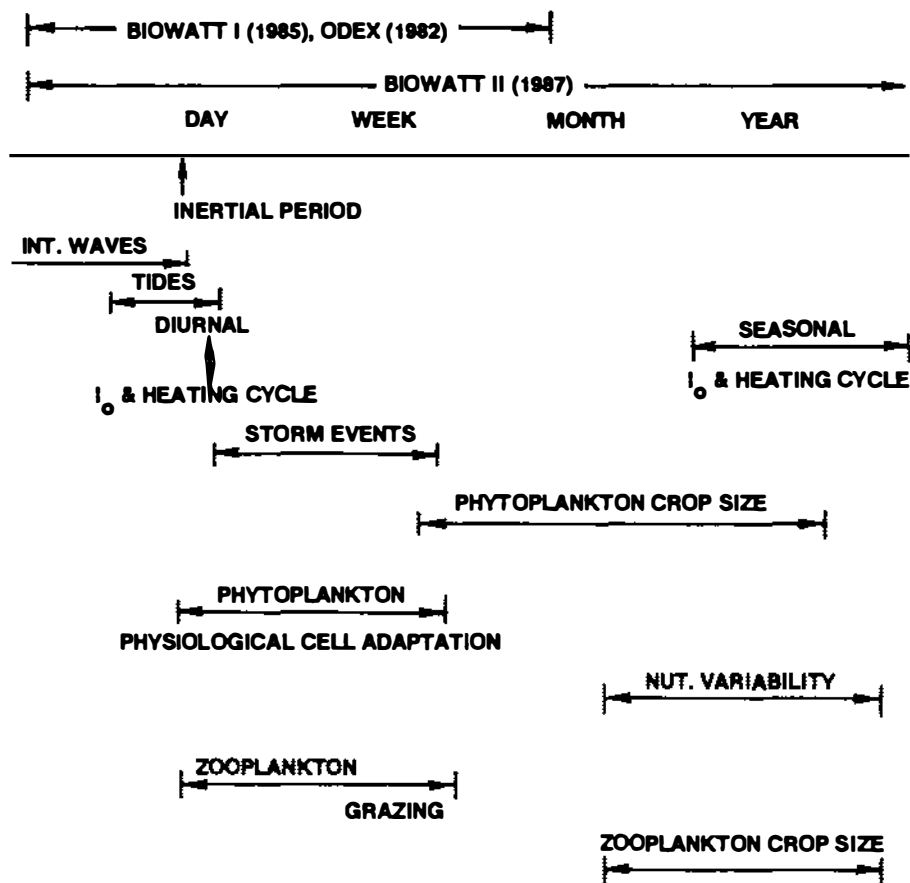 BIOWATT I (1985), ODEX (1982)
BIOWATT II (1987)
DAY WEEK MONTH YEAR
INERTIAL PERIOD
INT. WAVES
TIDES
DIURNAL
SEASONAL
Io & HEATING CYCLE
Io & HEATING CYCLE
STORM EVENTS
PHYTOPLANKTON CROP SIZE
PHYTOPLANKTON
PHYSIOLOGICAL CELL ADAPTATION
NUT. VARIABILITY
ZOOPLANKTON
GRAZING
ZOOPLANKTON CROP SIZE